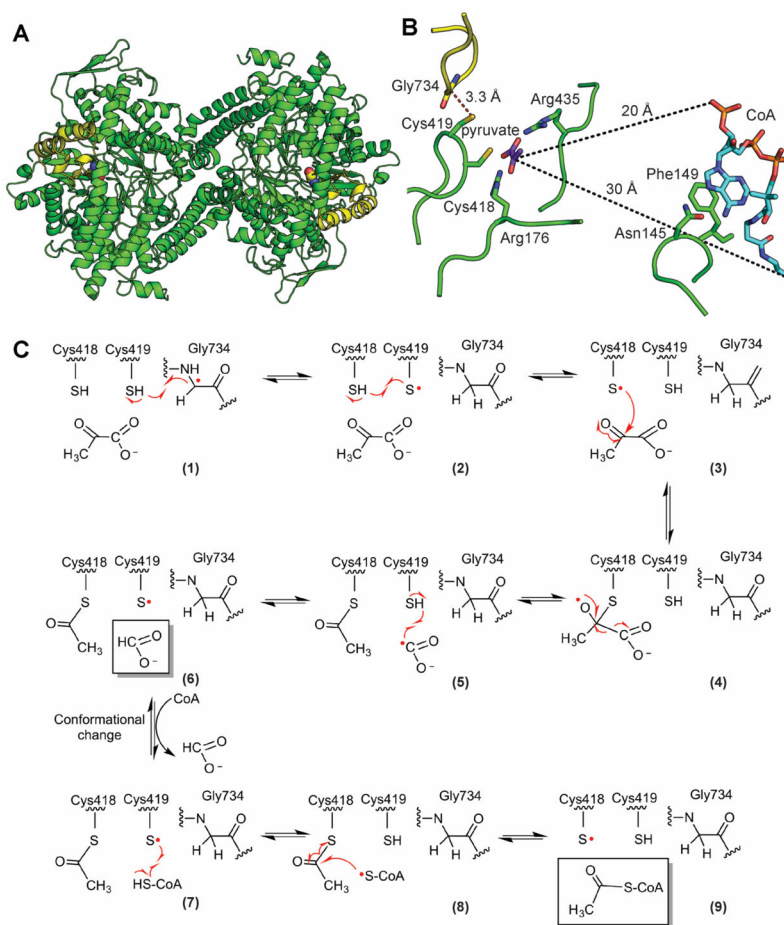 A
B
Gly734
3.3 Å
Arg435
20 Å
CoA
Cys419
pyruvate
Phe149
30 Å
Cys418
Asn145
Arg176
C
Cys418 Cys419 Gly734
SH SH NH O
H
O O
H3C O−
(1)
Cys418 Cys419 Gly734
SH S• N O
H H
O O
H3C O−
(2)
Cys418 Cys419 Gly734
S• SH N
H H
O O
H3C O−
(3)
Cys418 Cys419 Gly734
S S• N O
H H
O CH3
HC O
O−
(6)
Cys418 Cys419 Gly734
S SH N O
H H
O CH3
•C O
O−
(5)
Cys418 Cys419 Gly734
S SH N O
H H
•O O
H3C O−
(4)
Conformational
change
CoA
HC O
O−
Cys418 Cys419 Gly734
S S• N O
H H
O CH3
HS-CoA
(7)
Cys418 Cys419 Gly734
S SH N O
H H
O CH3
•S-CoA
(8)
Cys418 Cys419 Gly734
S• SH N O
H H
O
H3C S-CoA
(9)